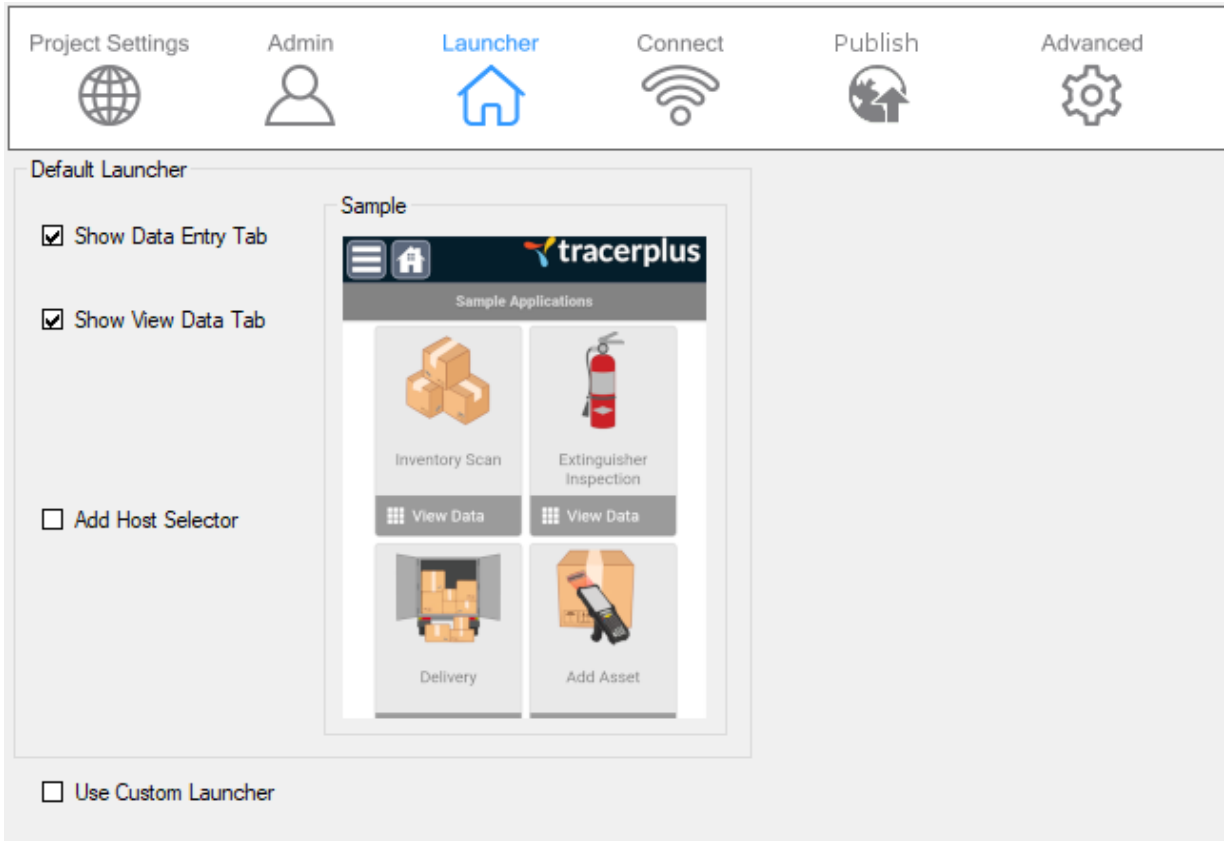 Project Settings
Admin
Launcher
Connect
Publish
Advanced
Default Launcher
Show Data Entry Tab
Show View Data Tab
Add Host Selector
Sample
tracerplus
Sample Applications
Inventory Scan
Extinguisher
Inspection
View Data
View Data
Delivery
Add Asset
Use Custom Launcher